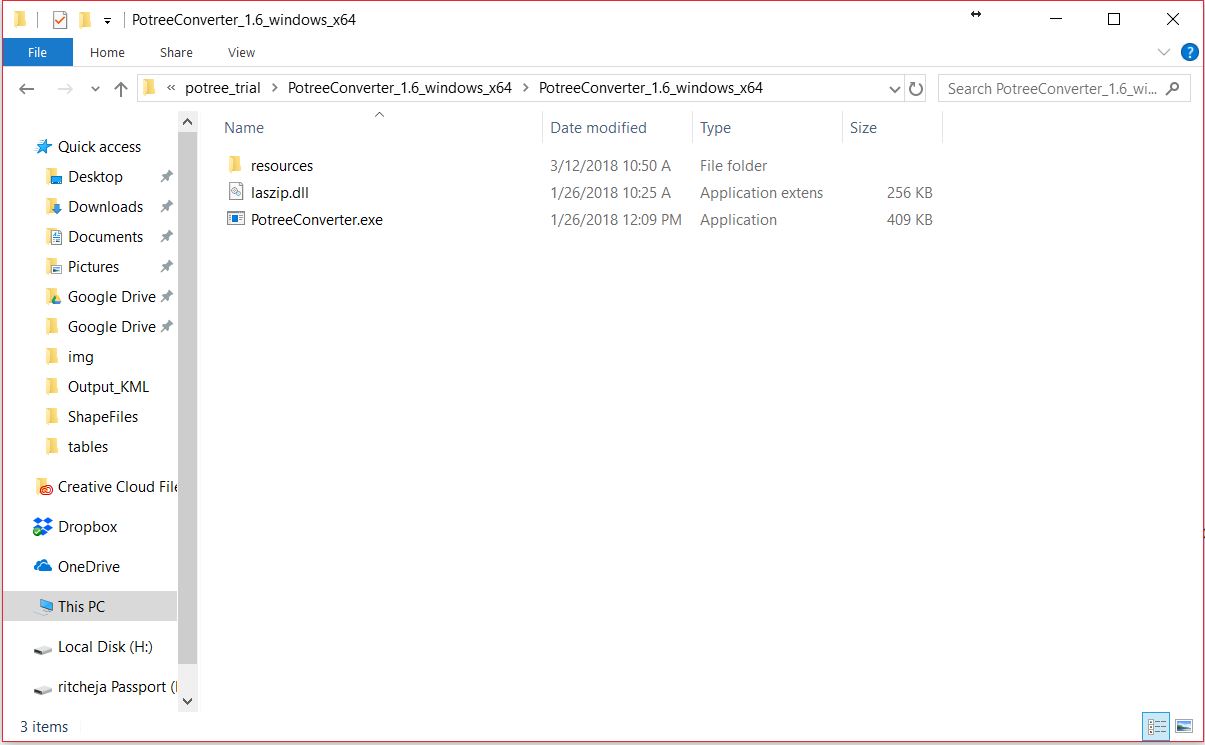 PotreeConverter_1.6_windows_x64
File Home Share View
« potree_trial > PotreeConverter_1.6_windows_x64 > PotreeConverter_1.6_windows_x64
Search PotreeConverter_1.6_wi...
Name Date modified Type Size
resources 3/12/2018 10:50 A File folder
laszip.dll 1/26/2018 10:25 A Application extens 256 KB
PotreeConverter.exe 1/26/2018 12:09 PM Application 409 KB
Quick access
Desktop
Downloads
Documents
Pictures
Google Drive
Google Drive
img
Output_KML
ShapeFiles
tables
Creative Cloud File
Dropbox
OneDrive
This PC
Local Disk (H:)
ritcheja Passport (
3 items